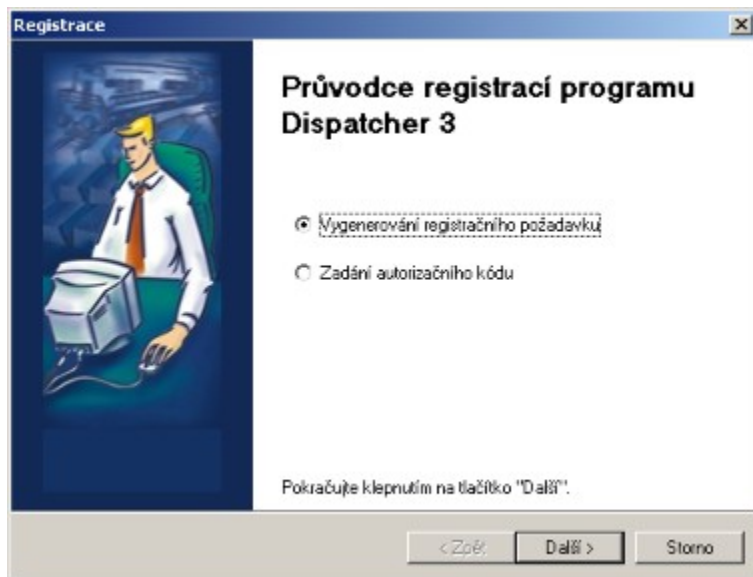 Registrace
Průvodce registrací programu
Dispatcher 3
Vygenerování registračního požadavku
Zadání autorizačního kódu
Pokračujte klepnutím na tlačítko "Další".
< Zpět
Další >
Storno